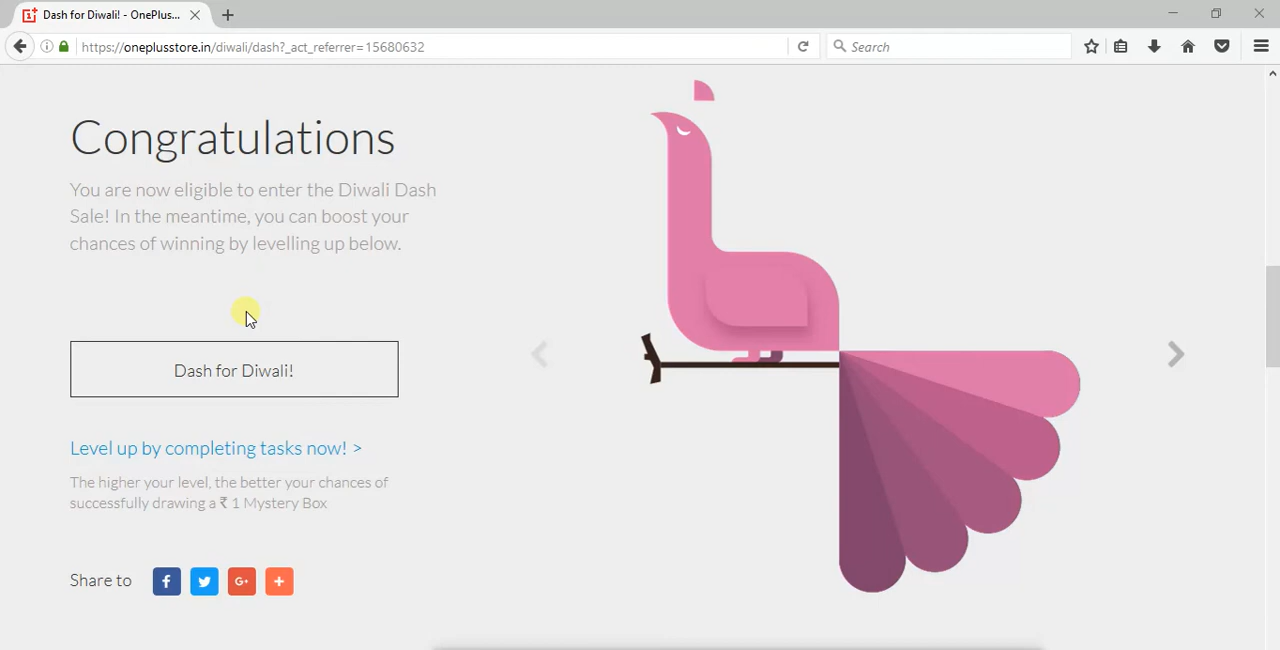 Dash for Diwali! - OnePlus...
https://oneplusstore.in/diwali/dash?_act_referrer=15680632
Search
Congratulations
You are now eligible to enter the Diwali Dash
Sale! In the meantime, you can boost your
chances of winning by levelling up below.
Dash for Diwali!
Level up by completing tasks now! >
The higher your level, the better your chances of
successfully drawing a ₹ 1 Mystery Box
Share to